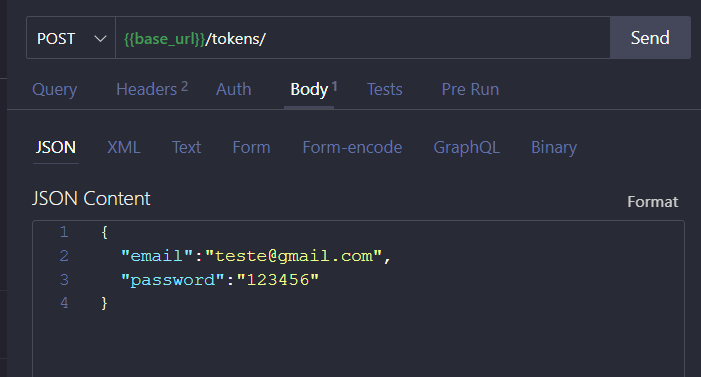 POST {{base_url}}/tokens/ Send
Query Headers 2 Auth Body 1 Tests Pre Run
JSON XML Text Form Form-encode GraphQL Binary
JSON Content Format
1 {
2 "email":"teste@gmail.com",
3 "password":"123456"
4 }